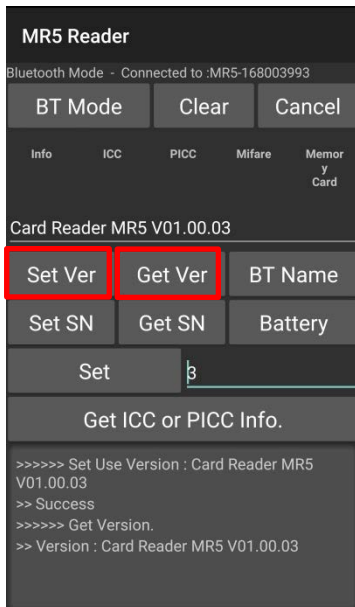 MR5 Reader
Bluetooth Mode - Connected to :MR5-168003993
BT Mode Clear Cancel
Info ICC PICC Mifare Memor
y
Card
Card Reader MR5 V01.00.03
Set Ver Get Ver BT Name
Set SN Get SN Battery
Set 3
Get ICC or PICC Info.
>>>>>> Set Use Version : Card Reader MR5
V01.00.03
>> Success
>>>>>> Get Version.
>> Version : Card Reader MR5 V01.00.03